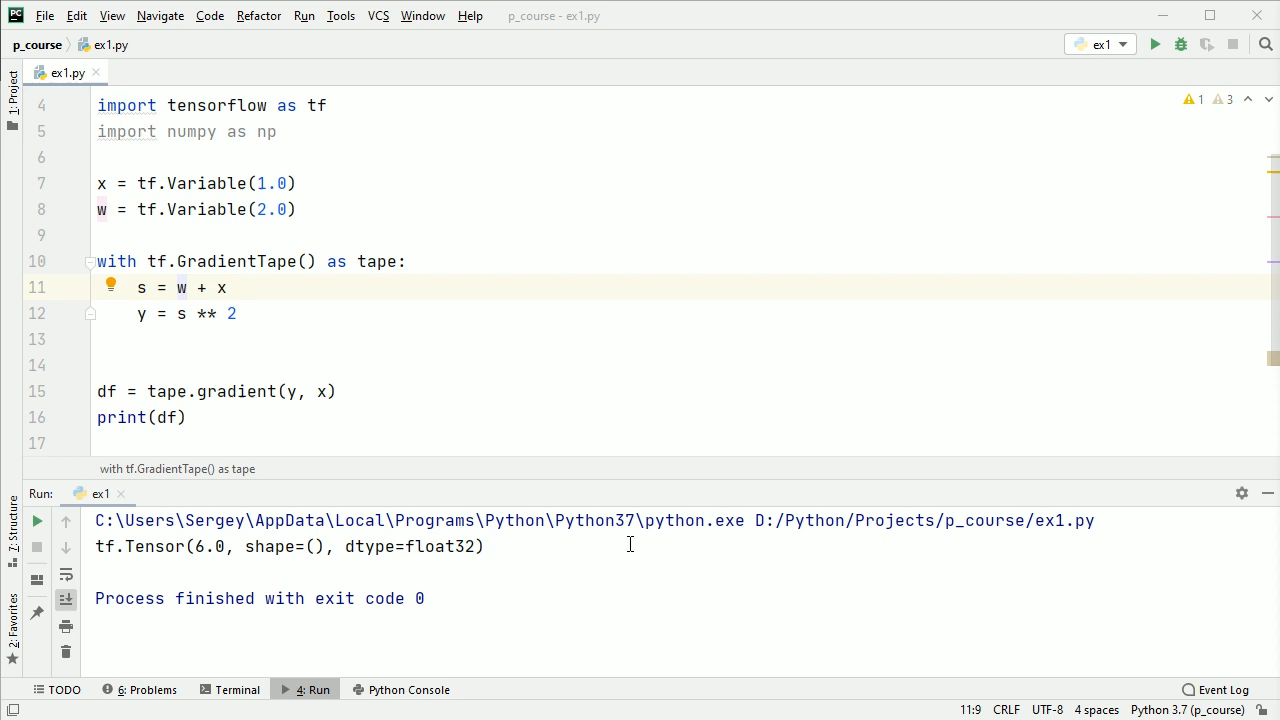 File Edit View Navigate Code Refactor Run Tools VCS Window Help p_course - ex1.py
p_course ex1.py ex1
1: Project
ex1.py
1 3
4 import tensorflow as tf
5 import numpy as np
6
7 x = tf.Variable(1.0)
8 w = tf.Variable(2.0)
9
10 with tf.GradientTape() as tape:
11 s = w + x
12 y = s ** 2
13
14
15 df = tape.gradient(y, x)
16 print(df)
17
with tf.GradientTape() as tape
Run: ex1
7: Structure
2: Favorites
C:\Users\Sergey\AppData\Local\Programs\Python\Python37\python.exe D:/Python/Projects/p_course/ex1.py
tf.Tensor(6.0, shape=(), dtype=float32)
Process finished with exit code 0
TODO 6: Problems Terminal 4: Run Python Console Event Log
11:9 CRLF UTF-8 4 spaces Python 3.7 (p_course)